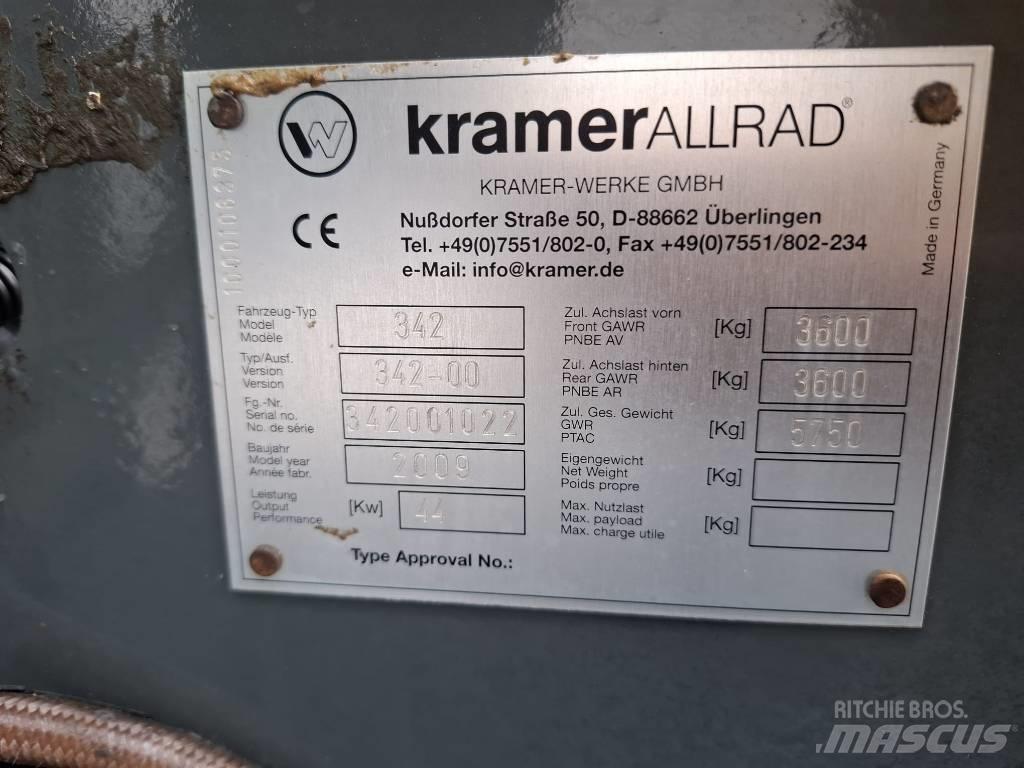 kramerALLRAD®
KRAMER-WERKE GMBH
CE
Nußdorfer Straße 50, D-88662 Überlingen
Tel. +49(0)7551/802-0, Fax +49(0)7551/802-234
e-Mail: info@kramer.de
Made in Germany
Fahrzeug-Typ
Model
Modèle
342
Typ/Ausf.
Version
Version
342-00
Fg.-Nr.
Serial no.
No. de série
342001022
Baujahr
Model year
Année fabr.
2009
Leistung
Output
Performance
[Kw]
44
Zul. Achslast vorn
Front GAWR
PNBE AV
[Kg]
3600
Zul. Achslast hinten
Rear GAWR
PNBE AR
[Kg]
3600
Zul. Ges. Gewicht
GWR
PTAC
[Kg]
5750
Eigengewicht
Net Weight
Poids propre
[Kg]
Max. Nutzlast
Max. payload
Max. charge utile
[Kg]
Type Approval No.:
RITCHIE BROS.
MASCUS